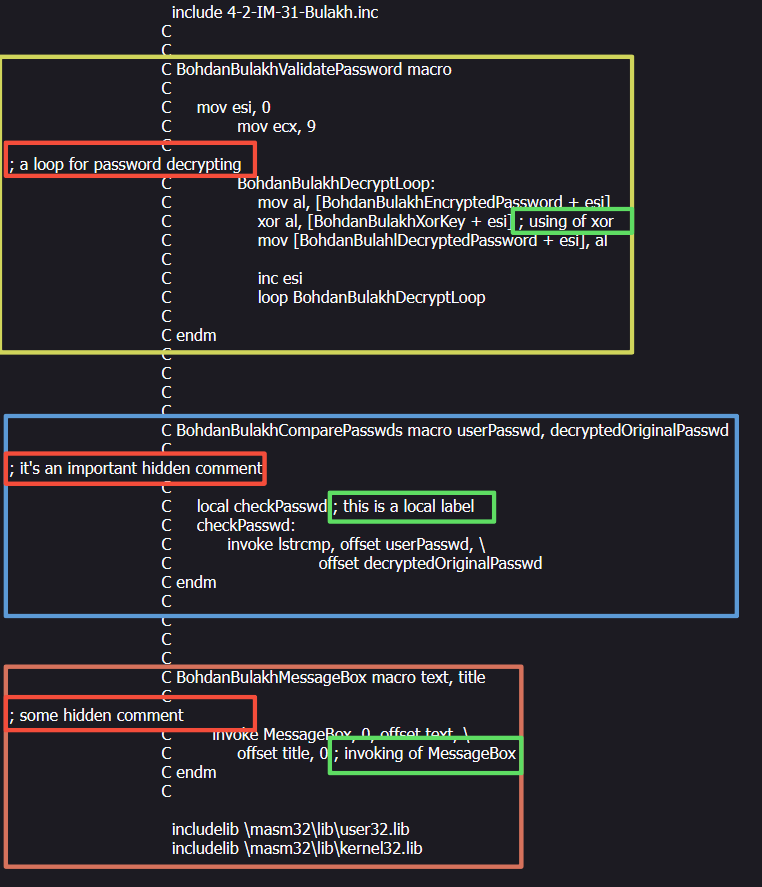 include 4-2-IM-31-Bulakh.inc
C
C
C BohdanBulakhValidatePassword macro
C
C mov esi, 0
C mov ecx, 9
C
; a loop for password decrypting
C BohdanBulakhDecryptLoop:
C mov al, [BohdanBulakhEncryptedPassword + esi]
C xor al, [BohdanBulakhXorKey + esi] ; using of xor
C mov [BohdanBulahlDecryptedPassword + esi], al
C
C inc esi
C loop BohdanBulakhDecryptLoop
C
C endm
C
C
C
C
C BohdanBulakhComparePasswds macro userPasswd, decryptedOriginalPasswd
C
; it's an important hidden comment
C
C local checkPasswd ; this is a local label
C checkPasswd:
C invoke lstrcmp, offset userPasswd, \
C offset decryptedOriginalPasswd
C endm
C
C
C
C
C BohdanBulakhMessageBox macro text, title
C
; some hidden comment
C invoke MessageBox, 0, offset text, \
C offset title, 0 ; invoking of MessageBox
C endm
C
includelib \masm32\lib\user32.lib
includelib \masm32\lib\kernel32.lib